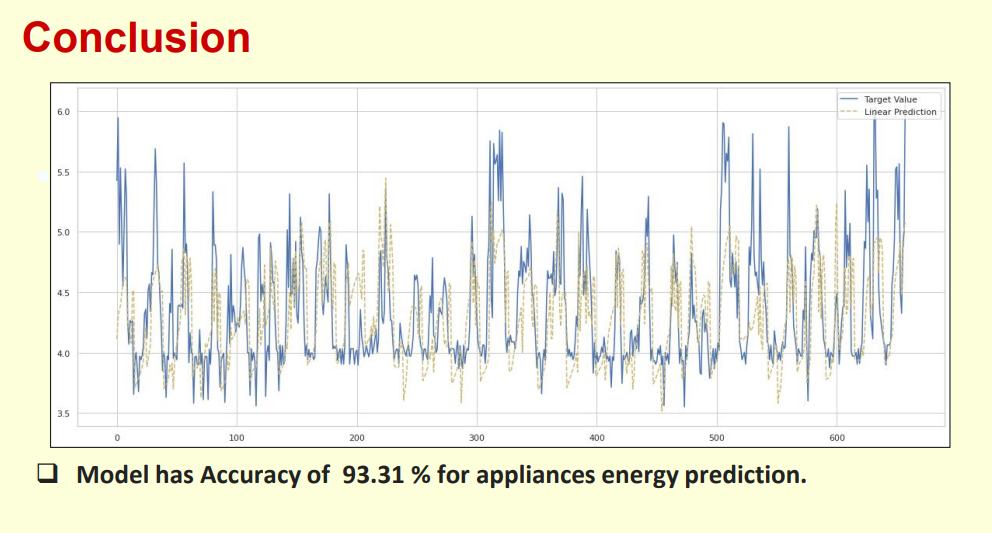 Conclusion
Target Value
Linear Prediction
6.0
5.5
5.0
4.5
4.0
3.5
0 100 200 300 400 500 600
❑ Model has Accuracy of 93.31 % for appliances energy prediction.